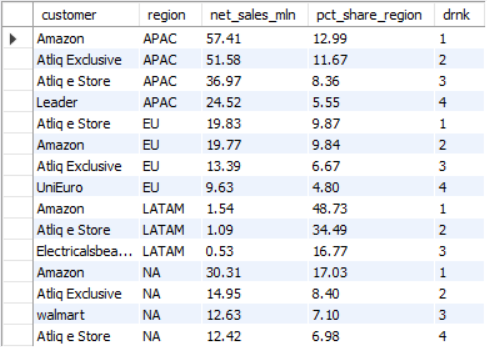 customer region net_sales_mln pct_share_region drnk
Amazon APAC 57.41 12.99 1
Atliq Exclusive APAC 51.58 11.67 2
Atliq e Store APAC 36.97 8.36 3
Leader APAC 24.52 5.55 4
Atliq e Store EU 19.83 9.87 1
Amazon EU 19.77 9.84 2
Atliq Exclusive EU 13.39 6.67 3
UniEuro EU 9.63 4.80 4
Amazon LATAM 1.54 48.73 1
Atliq e Store LATAM 1.09 34.49 2
Electricalsbea... LATAM 0.53 16.77 3
Amazon NA 30.31 17.03 1
Atliq Exclusive NA 14.95 8.40 2
walmart NA 12.63 7.10 3
Atliq e Store NA 12.42 6.98 4